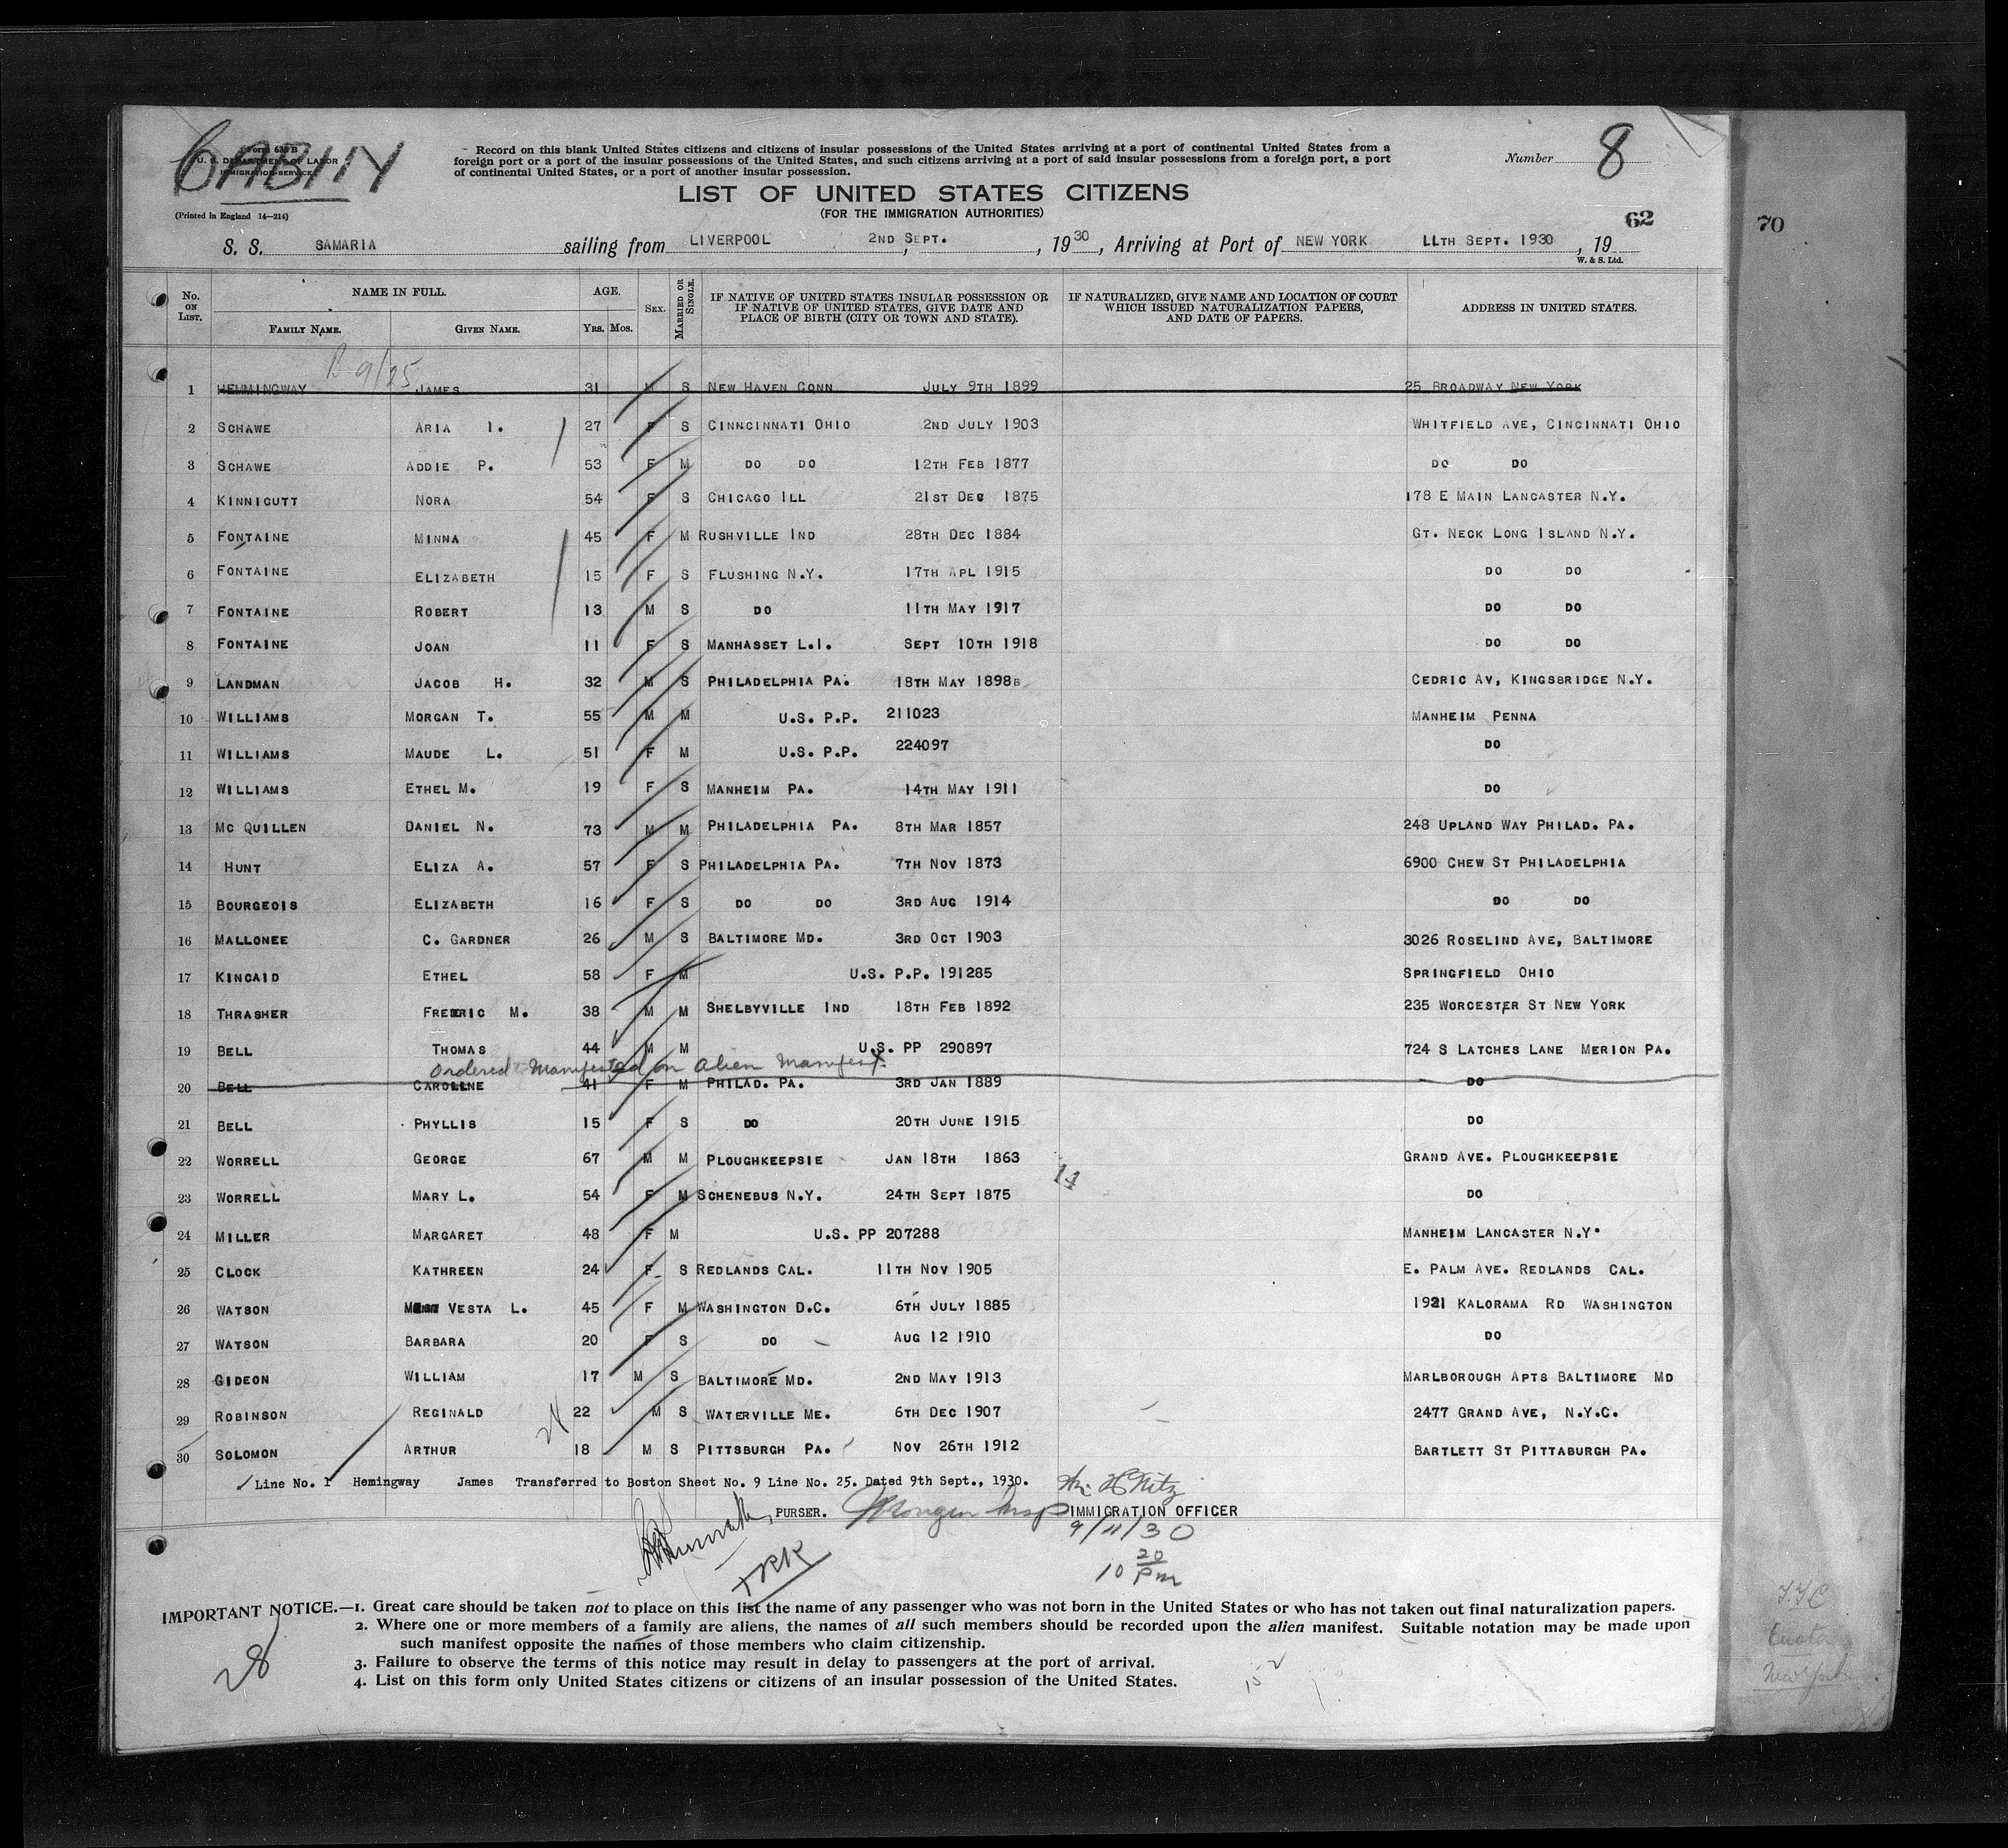 CABIN
Form 630 B
U. S. DEPARTMENT OF LABOR
IMMIGRATION SERVICE
(Printed in England 14—214)
Record on this blank United States citizens and citizens of insular possessions of the United States arriving at a port of continental United States from a
foreign port or a port of the insular possessions of the United States, and such citizens arriving at a port of said insular possessions from a foreign port, a port
of continental United States, or a port of another insular possession.
Number 8
LIST OF UNITED STATES CITIZENS
(FOR THE IMMIGRATION AUTHORITIES)
62
70
S. S. SAMARIA sailing from LIVERPOOL 2ND SEPT. , 1930, Arriving at Port of NEW YORK 11TH SEPT. 1930, 19
W. & S. Ltd.
No. ON LIST. NAME IN FULL. AGE. SEX. MARRIED OR SINGLE. IF NATIVE OF UNITED STATES INSULAR POSSESSION OR IF NATIVE OF UNITED STATES, GIVE DATE AND PLACE OF BIRTH (CITY OR TOWN AND STATE). IF NATURALIZED, GIVE NAME AND LOCATION OF COURT WHICH ISSUED NATURALIZATION PAPERS, AND DATE OF PAPERS. ADDRESS IN UNITED STATES.
FAMILY NAME. GIVEN NAME. YRS. MOS.
B 9/25
1 HEMMINGWAY JAMES 31 M S NEW HAVEN CONN JULY 9TH 1899 25 BROADWAY NEW YORK
2 SCHAWE ARIA I. 27 F S CINNCINNATI OHIO 2ND JULY 1903 WHITFIELD AVE, CINCINNATI OHIO
3 SCHAWE ADDIE P. 53 F M DO DO 12TH FEB 1877 DO DO
4 KINNICUTT NORA 54 F S CHICAGO ILL 21ST DEC 1875 178 E MAIN LANCASTER N.Y.
5 FONTAINE MINNA 45 F M RUSHVILLE IND 28TH DEC 1884 GT. NECK LONG ISLAND N.Y.
6 FONTAINE ELIZABETH 15 F S FLUSHING N.Y. 17TH APL 1915 DO DO
7 FONTAINE ROBERT 13 M S DO 11TH MAY 1917 DO DO
8 FONTAINE JOAN 11 F S MANHASSET L.I. SEPT 10TH 1918 DO DO
9 LANDMAN JACOB H. 32 M S PHILADELPHIA PA. 18TH MAY 1898 CEDRIC AV, KINGSBRIDGE N.Y.
10 WILLIAMS MORGAN T. 55 M M U.S. P.P. 211023 MANHEIM PENNA
11 WILLIAMS MAUDE L. 51 F M U.S. P.P. 224097 DO
12 WILLIAMS ETHEL M. 19 F S MANHEIM PA. 14TH MAY 1911 DO
13 MC QUILLEN DANIEL N. 73 M M PHILADELPHIA PA. 8TH MAR 1857 248 UPLAND WAY PHILAD. PA.
14 HUNT ELIZA A. 57 F S PHILADELPHIA PA. 7TH NOV 1873 6900 CHEW ST PHILADELPHIA
15 BOURGEOIS ELIZABETH 16 F S DO DO 3RD AUG 1914 DO DO
16 MALLONEE C. GARDNER 26 M S BALTIMORE MD. 3RD OCT 1903 3026 ROSELIND AVE, BALTIMORE
17 KINCAID ETHEL 58 F M U.S. P.P. 191285 SPRINGFIELD OHIO
18 THRASHER FREDRIC M. 38 M M SHELBYVILLE IND 18TH FEB 1892 235 WORCESTER ST NEW YORK
19 BELL THOMAS 44 M M U.S. PP 290897 724 S LATCHES LANE MERION PA.
Ordered Manifested on Alien Manifest
20 BELL CAROLINE 41 F M PHILAD. PA. 3RD JAN 1889 DO
21 BELL PHYLLIS 15 F S DO 20TH JUNE 1915 DO
22 WORRELL GEORGE 67 M M PLOUGHKEEPSIE JAN 18TH 1863 GRAND AVE. PLOUGHKEEPSIE
23 WORRELL MARY L. 54 F M SCHENEBUS N.Y. 24TH SEPT 1875 14 DO
24 MILLER MARGARET 48 F M U.S. PP 207288 MANHEIM LANCASTER N.Y.
25 CLOCK KATHREEN 24 F S REDLANDS CAL. 11TH NOV 1905 E. PALM AVE. REDLANDS CAL.
26 WATSON VESTA L. 45 F M WASHINGTON D.C. 6TH JULY 1885 1921 KALORAMA RD WASHINGTON
27 WATSON BARBARA 20 F S DO AUG 12 1910 DO
28 GIDEON WILLIAM 17 M S BALTIMORE MD. 2ND MAY 1913 MARLBOROUGH APTS BALTIMORE MD
29 ROBINSON REGINALD 22 M S WATERVILLE ME. 6TH DEC 1907 2477 GRAND AVE, N.Y.C.
30 SOLOMON ARTHUR 18 M S PITTSBURGH PA. NOV 26TH 1912 BARTLETT ST PITTABURGH PA.
Line No. 1 Hemingway James Transferred to Boston Sheet No. 9 Line No. 25. Dated 9th Sept., 1930.
PURSER. IMMIGRATION OFFICER
9/11/30
10 20 Pm
IMPORTANT NOTICE.—1. Great care should be taken not to place on this list the name of any passenger who was not born in the United States or who has not taken out final naturalization papers.
2. Where one or more members of a family are aliens, the names of all such members should be recorded upon the alien manifest. Suitable notation may be made upon
such manifest opposite the names of those members who claim citizenship.
3. Failure to observe the terms of this notice may result in delay to passengers at the port of arrival.
4. List on this form only United States citizens or citizens of an insular possession of the United States.
28